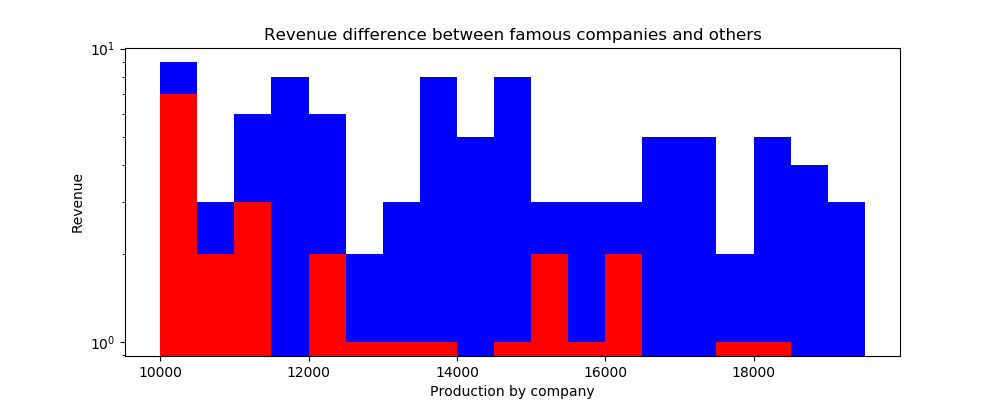 Revenue difference between famous companies and others
10¹
Revenue
10⁰
10000 12000 14000 16000 18000
Production by company